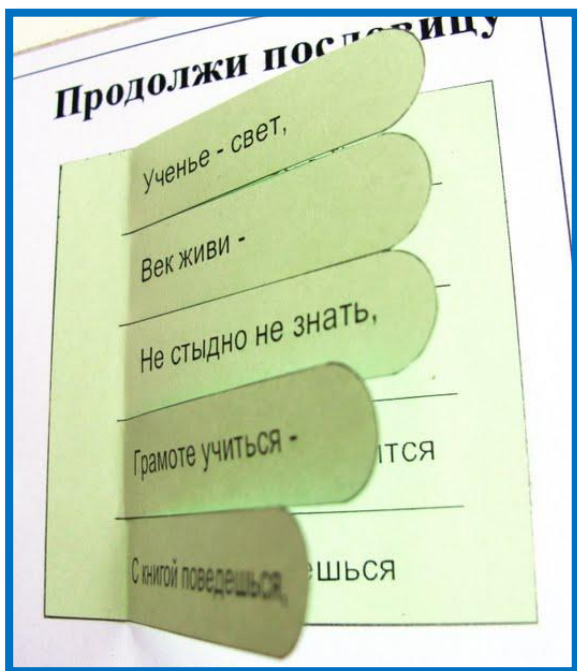 Продолжи пословицу
Ученье - свет,
Век живи -
Не стыдно не знать,
Грамоте учиться - ится
С книгой поведешься, ешься